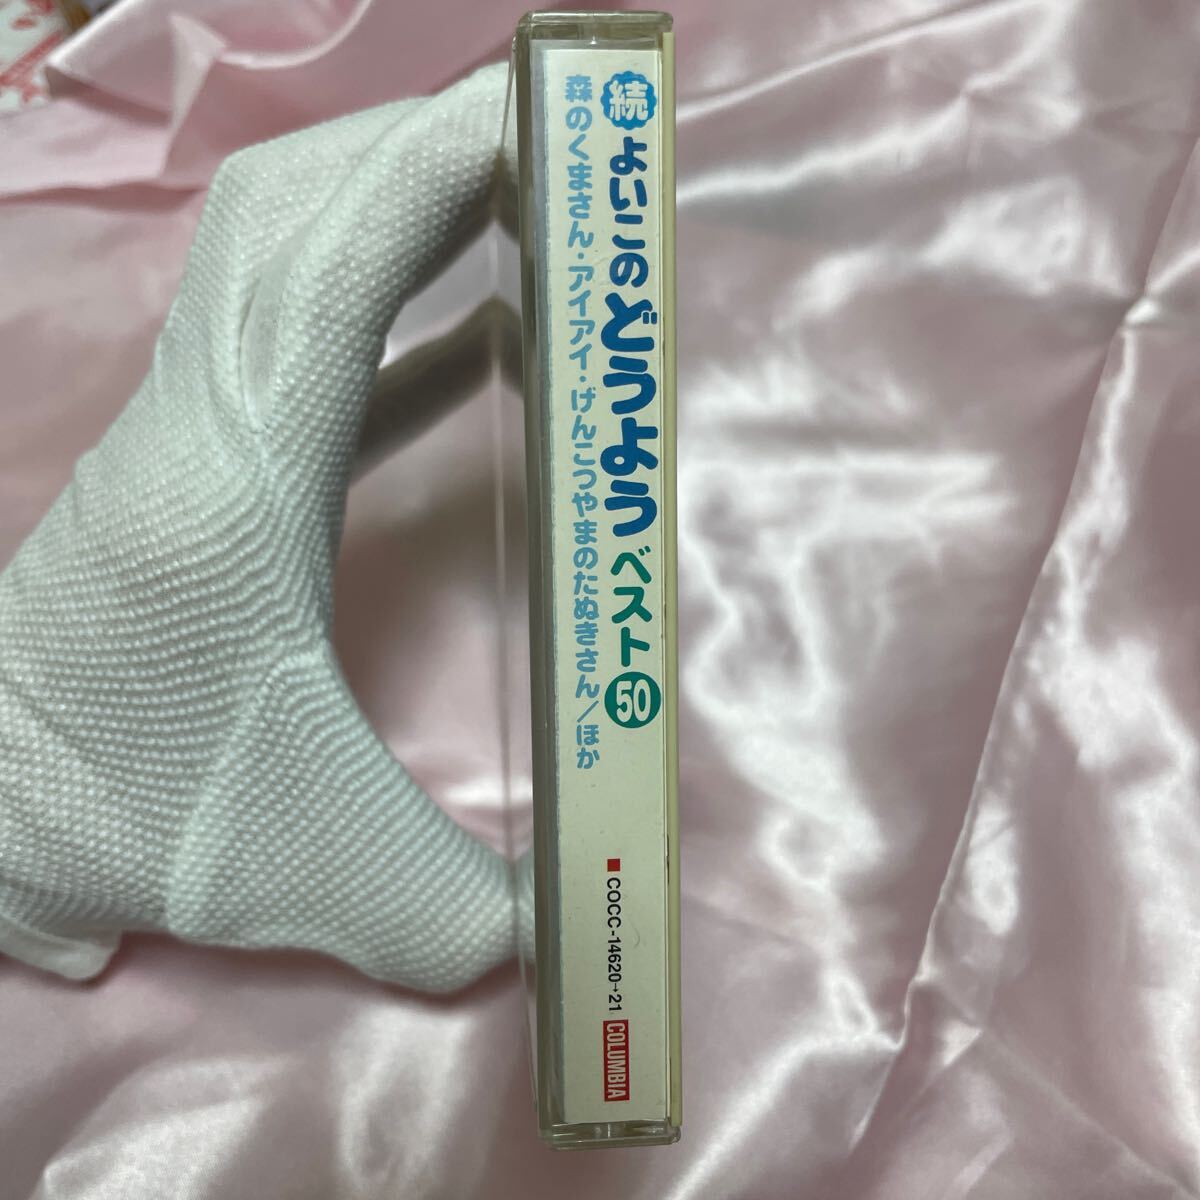 続 よいこのどうよう ベスト 50
森のくまさん・アイアイ・げんこつやまのたぬきさん／ほか
■ COCC-14620→21
COLUMBIA